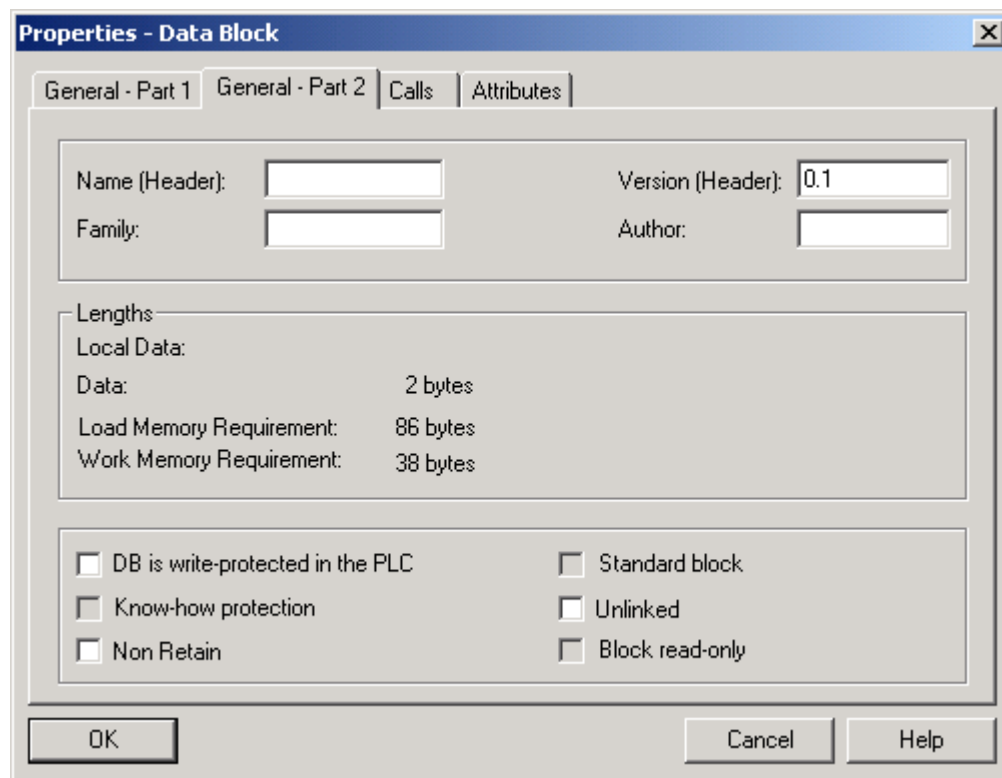 Properties - Data Block
General - Part 1 General - Part 2 Calls Attributes
Name (Header): Version (Header): 0.1
Family: Author:
Lengths
Local Data:
Data: 2 bytes
Load Memory Requirement: 86 bytes
Work Memory Requirement: 38 bytes
DB is write-protected in the PLC Standard block
Know-how protection Unlinked
Non Retain Block read-only
OK Cancel Help